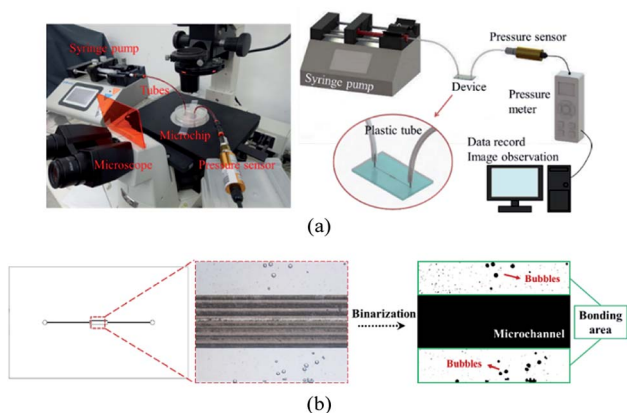 Syringe pump
Tubes
Microchip
Microscope
Pressure sensor
Syringe pump
Device
Pressure sensor
Pressure
meter
Plastic tube
Data record
Image observation
(a)
Binarization
Bubbles
Microchannel
Bubbles
Bonding
area
(b)